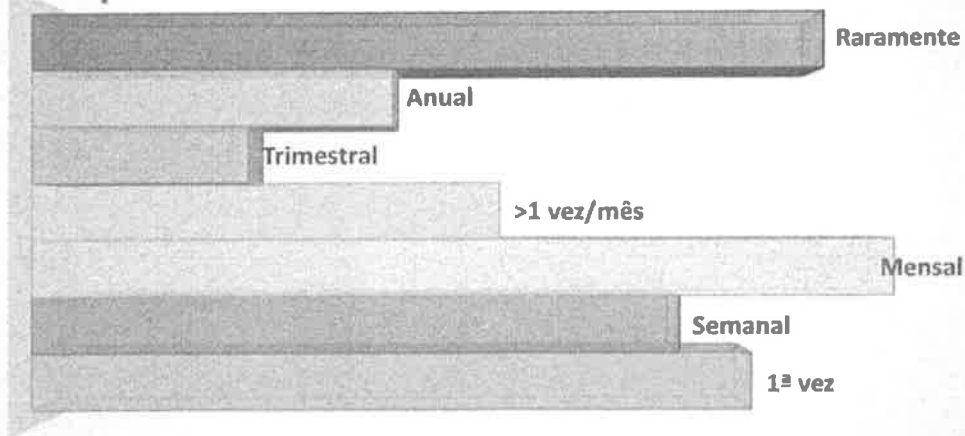 Raramente
Anual
Trimestral
>1 vez/mês
Mensal
Semanal
1ª vez